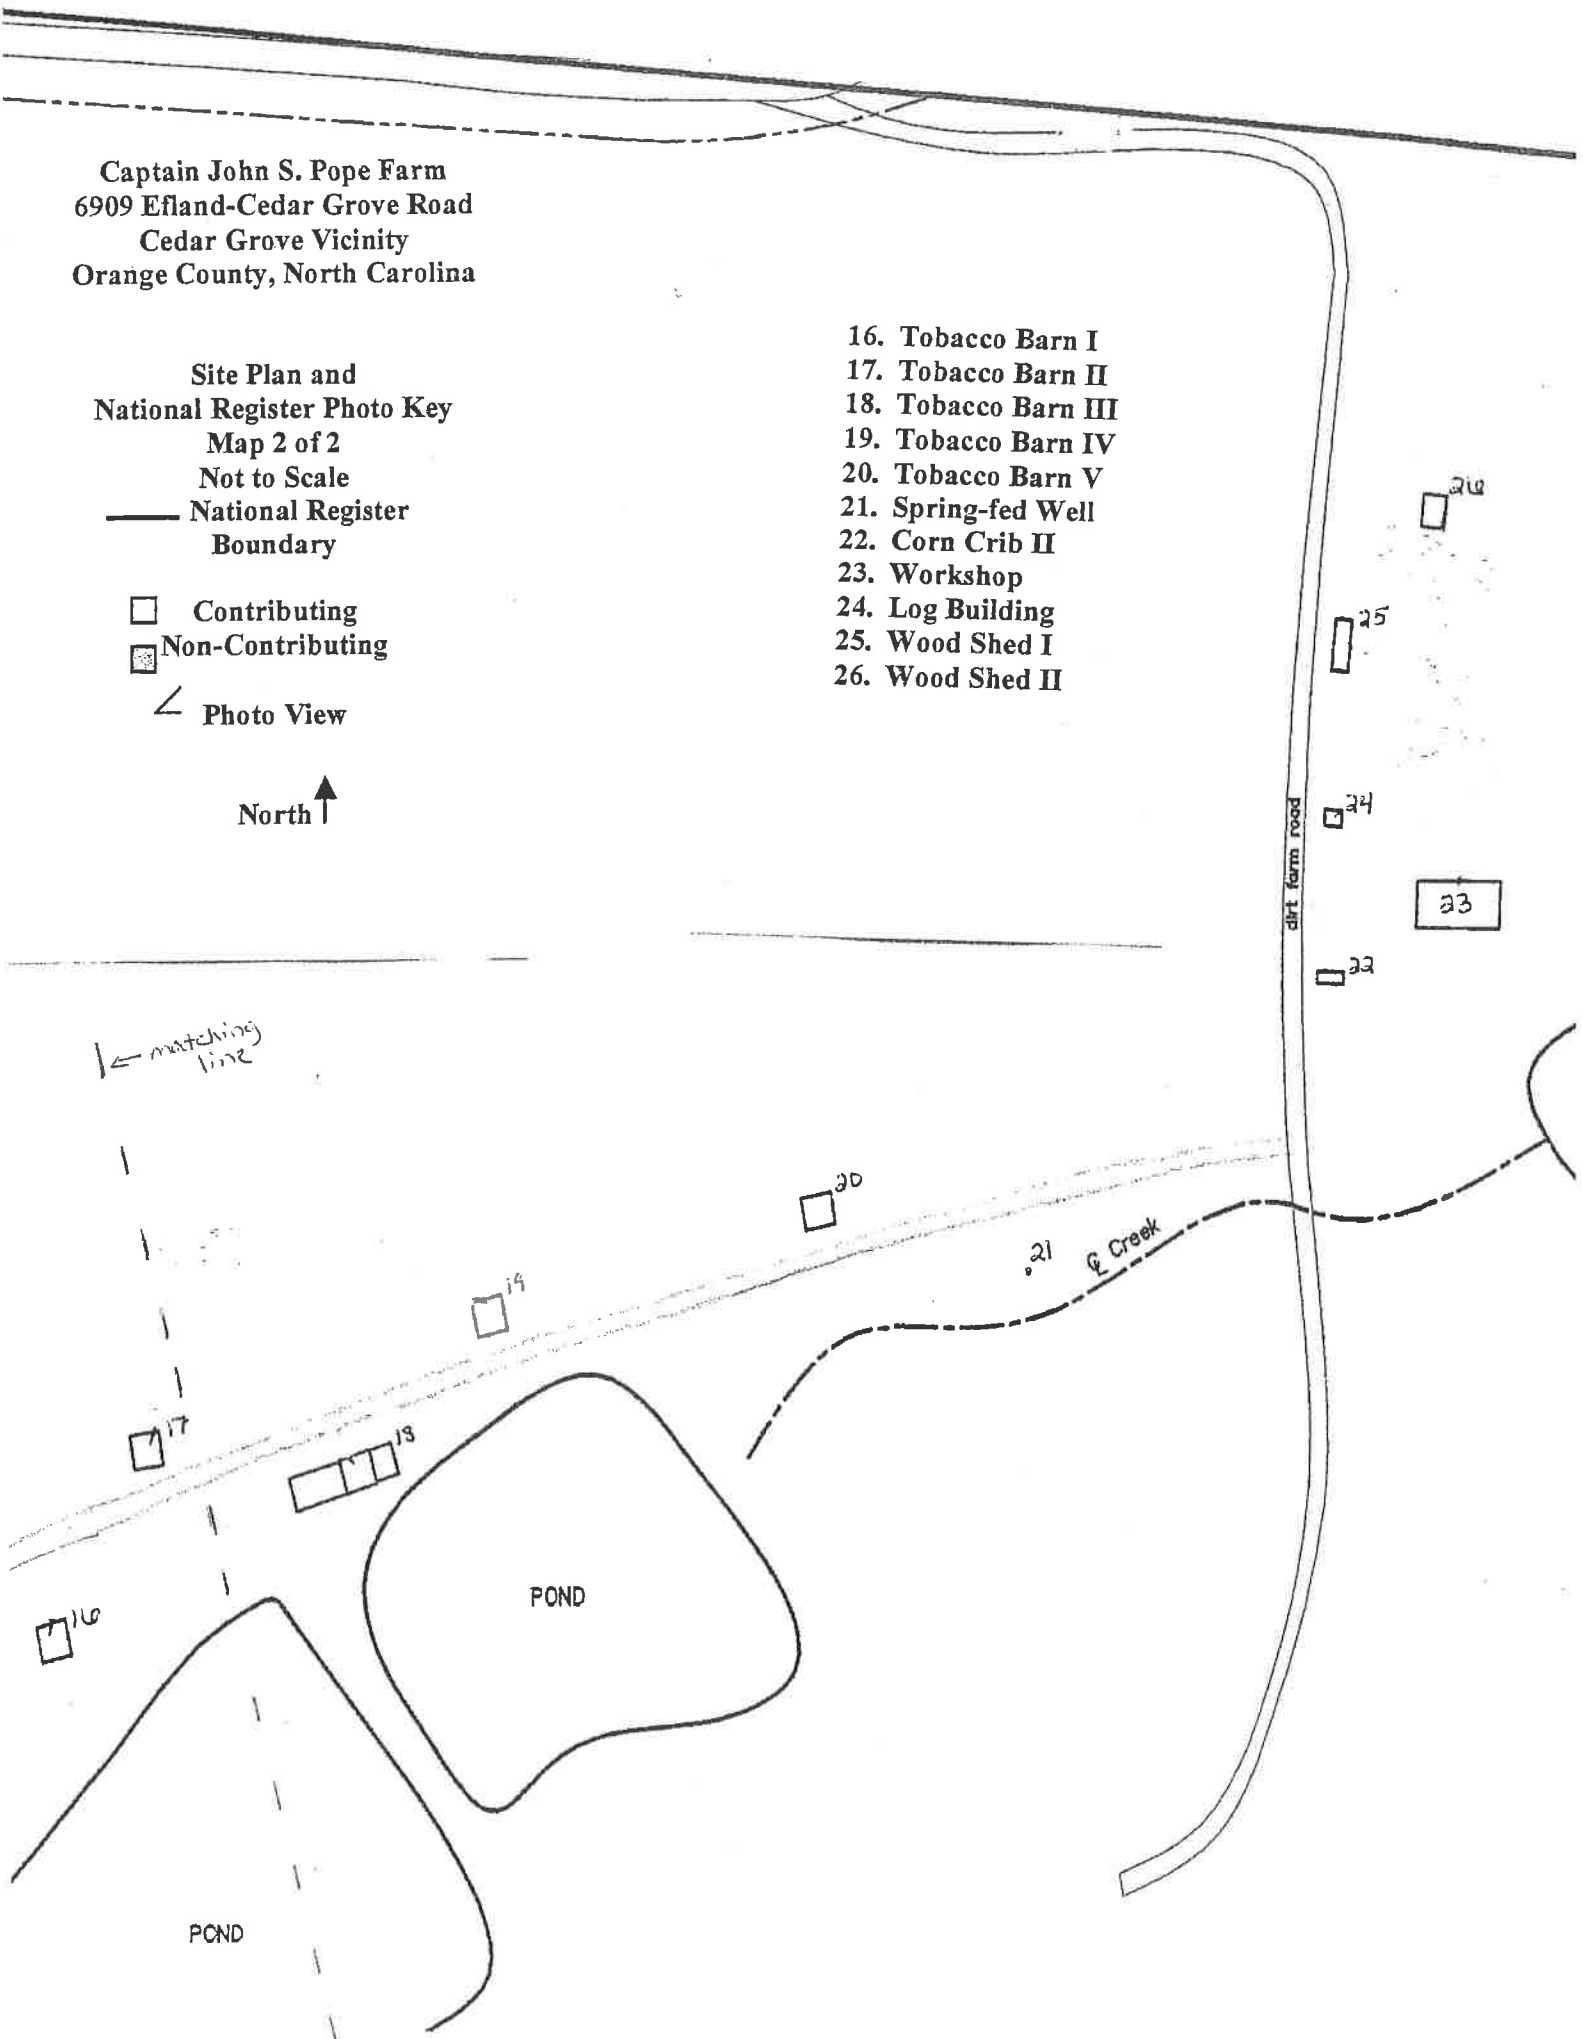 Captain John S. Pope Farm
6909 Efland-Cedar Grove Road
Cedar Grove Vicinity
Orange County, North Carolina
Site Plan and
National Register Photo Key
Map 2 of 2
Not to Scale
National Register
Boundary
Contributing
Non-Contributing
Photo View
North
16. Tobacco Barn I
17. Tobacco Barn II
18. Tobacco Barn III
19. Tobacco Barn IV
20. Tobacco Barn V
21. Spring-fed Well
22. Corn Crib II
23. Workshop
24. Log Building
25. Wood Shed I
26. Wood Shed II
26
25
24
dirt farm road
23
22
matching
line
20
21
℄ Creek
19
17
18
POND
16
POND